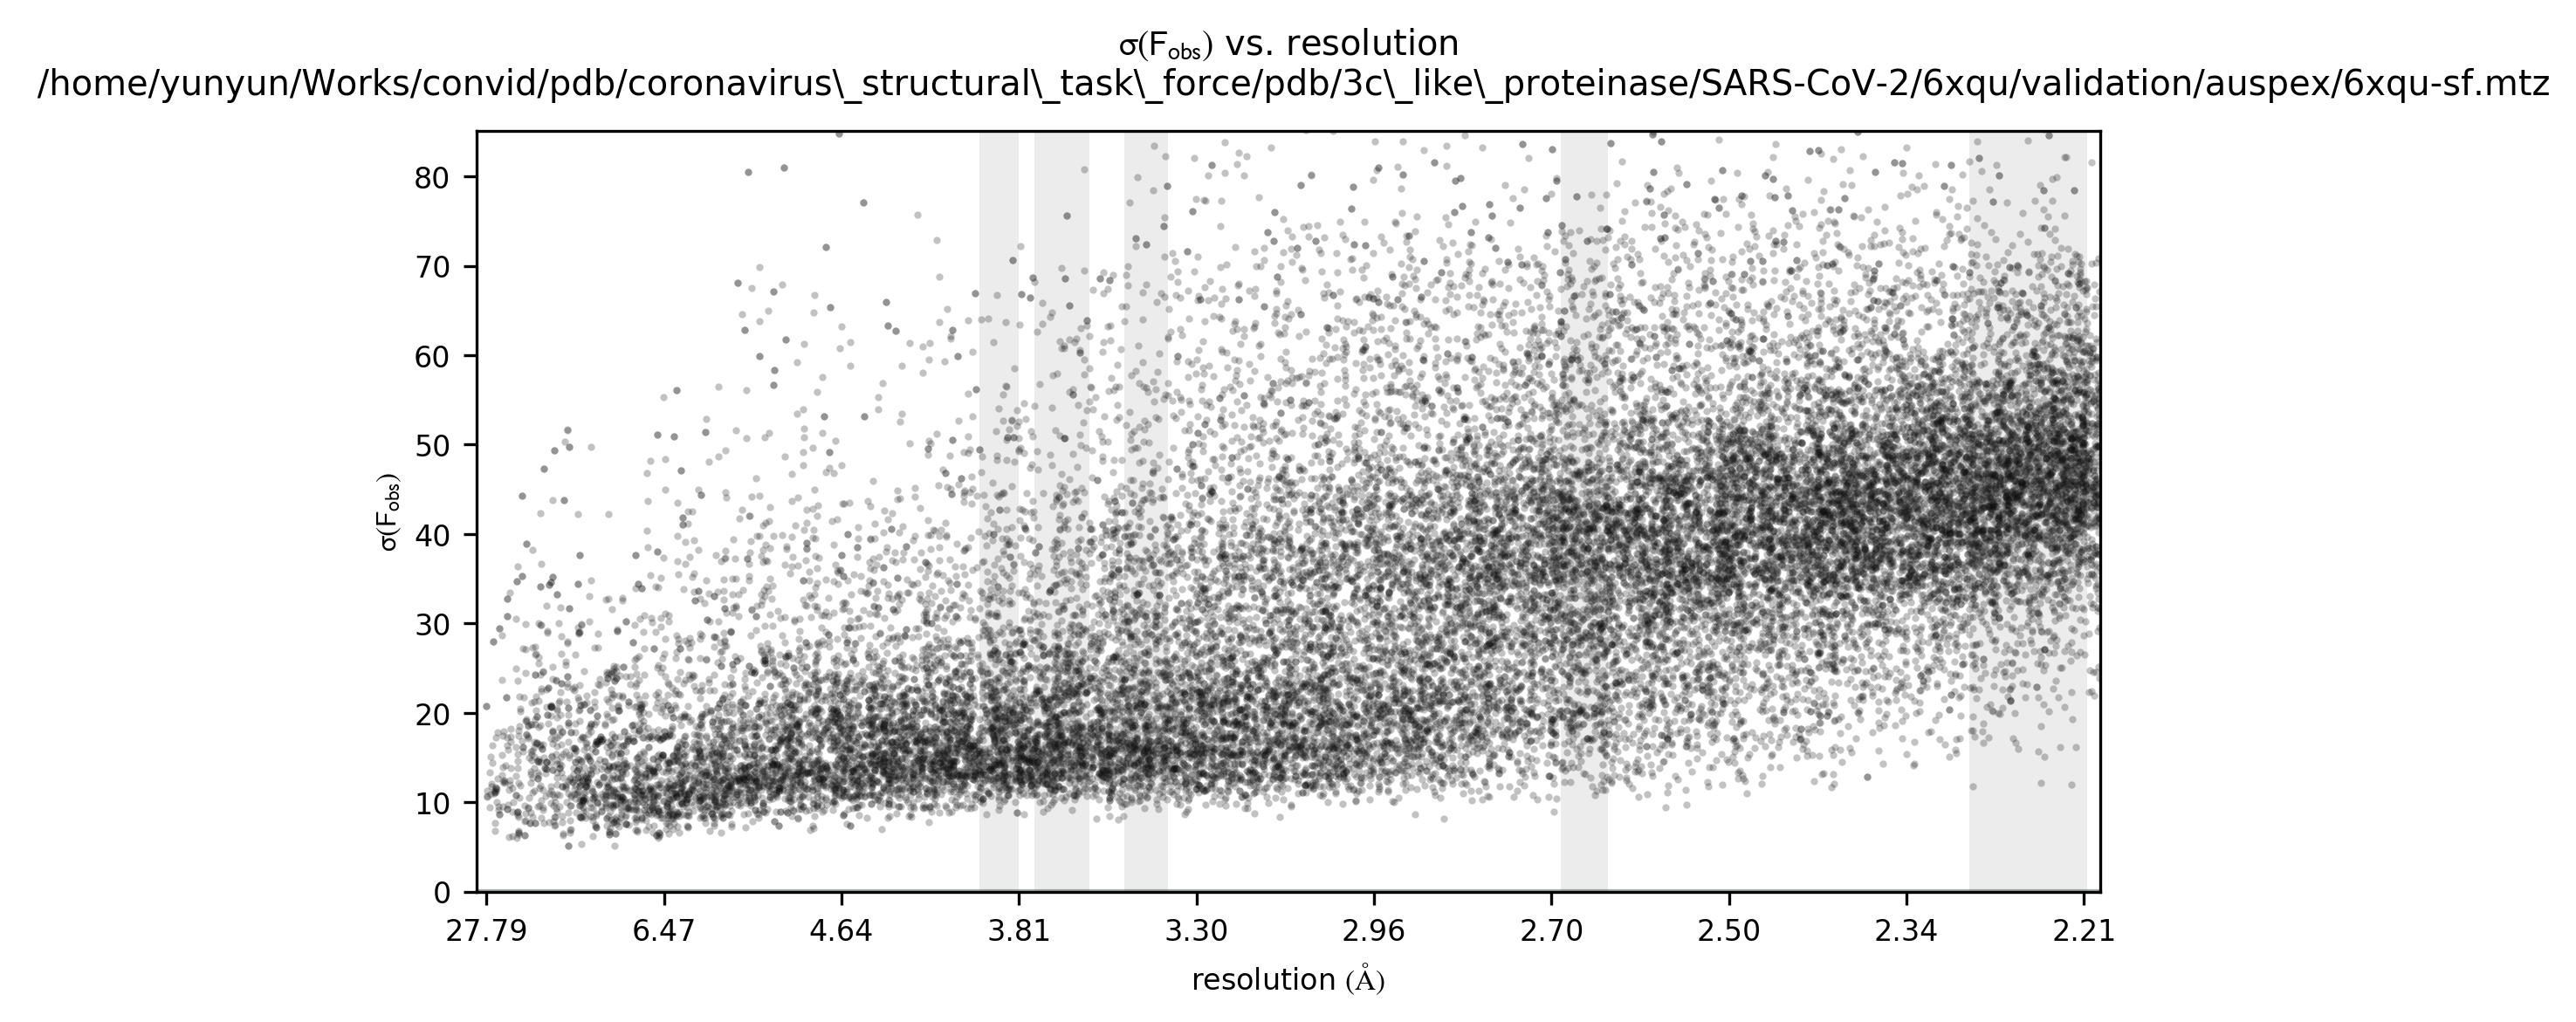 σ(Fobs) vs. resolution
/home/yunyun/Works/convid/pdb/coronavirus\_structural\_task\_force/pdb/3c\_like\_proteinase/SARS-CoV-2/6xqu/validation/auspex/6xqu-sf.mtz
80
70
60
50
40
30
20
10
0
σ(Fobs)
27.79 6.47 4.64 3.81 3.30 2.96 2.70 2.50 2.34 2.21
resolution (Å)